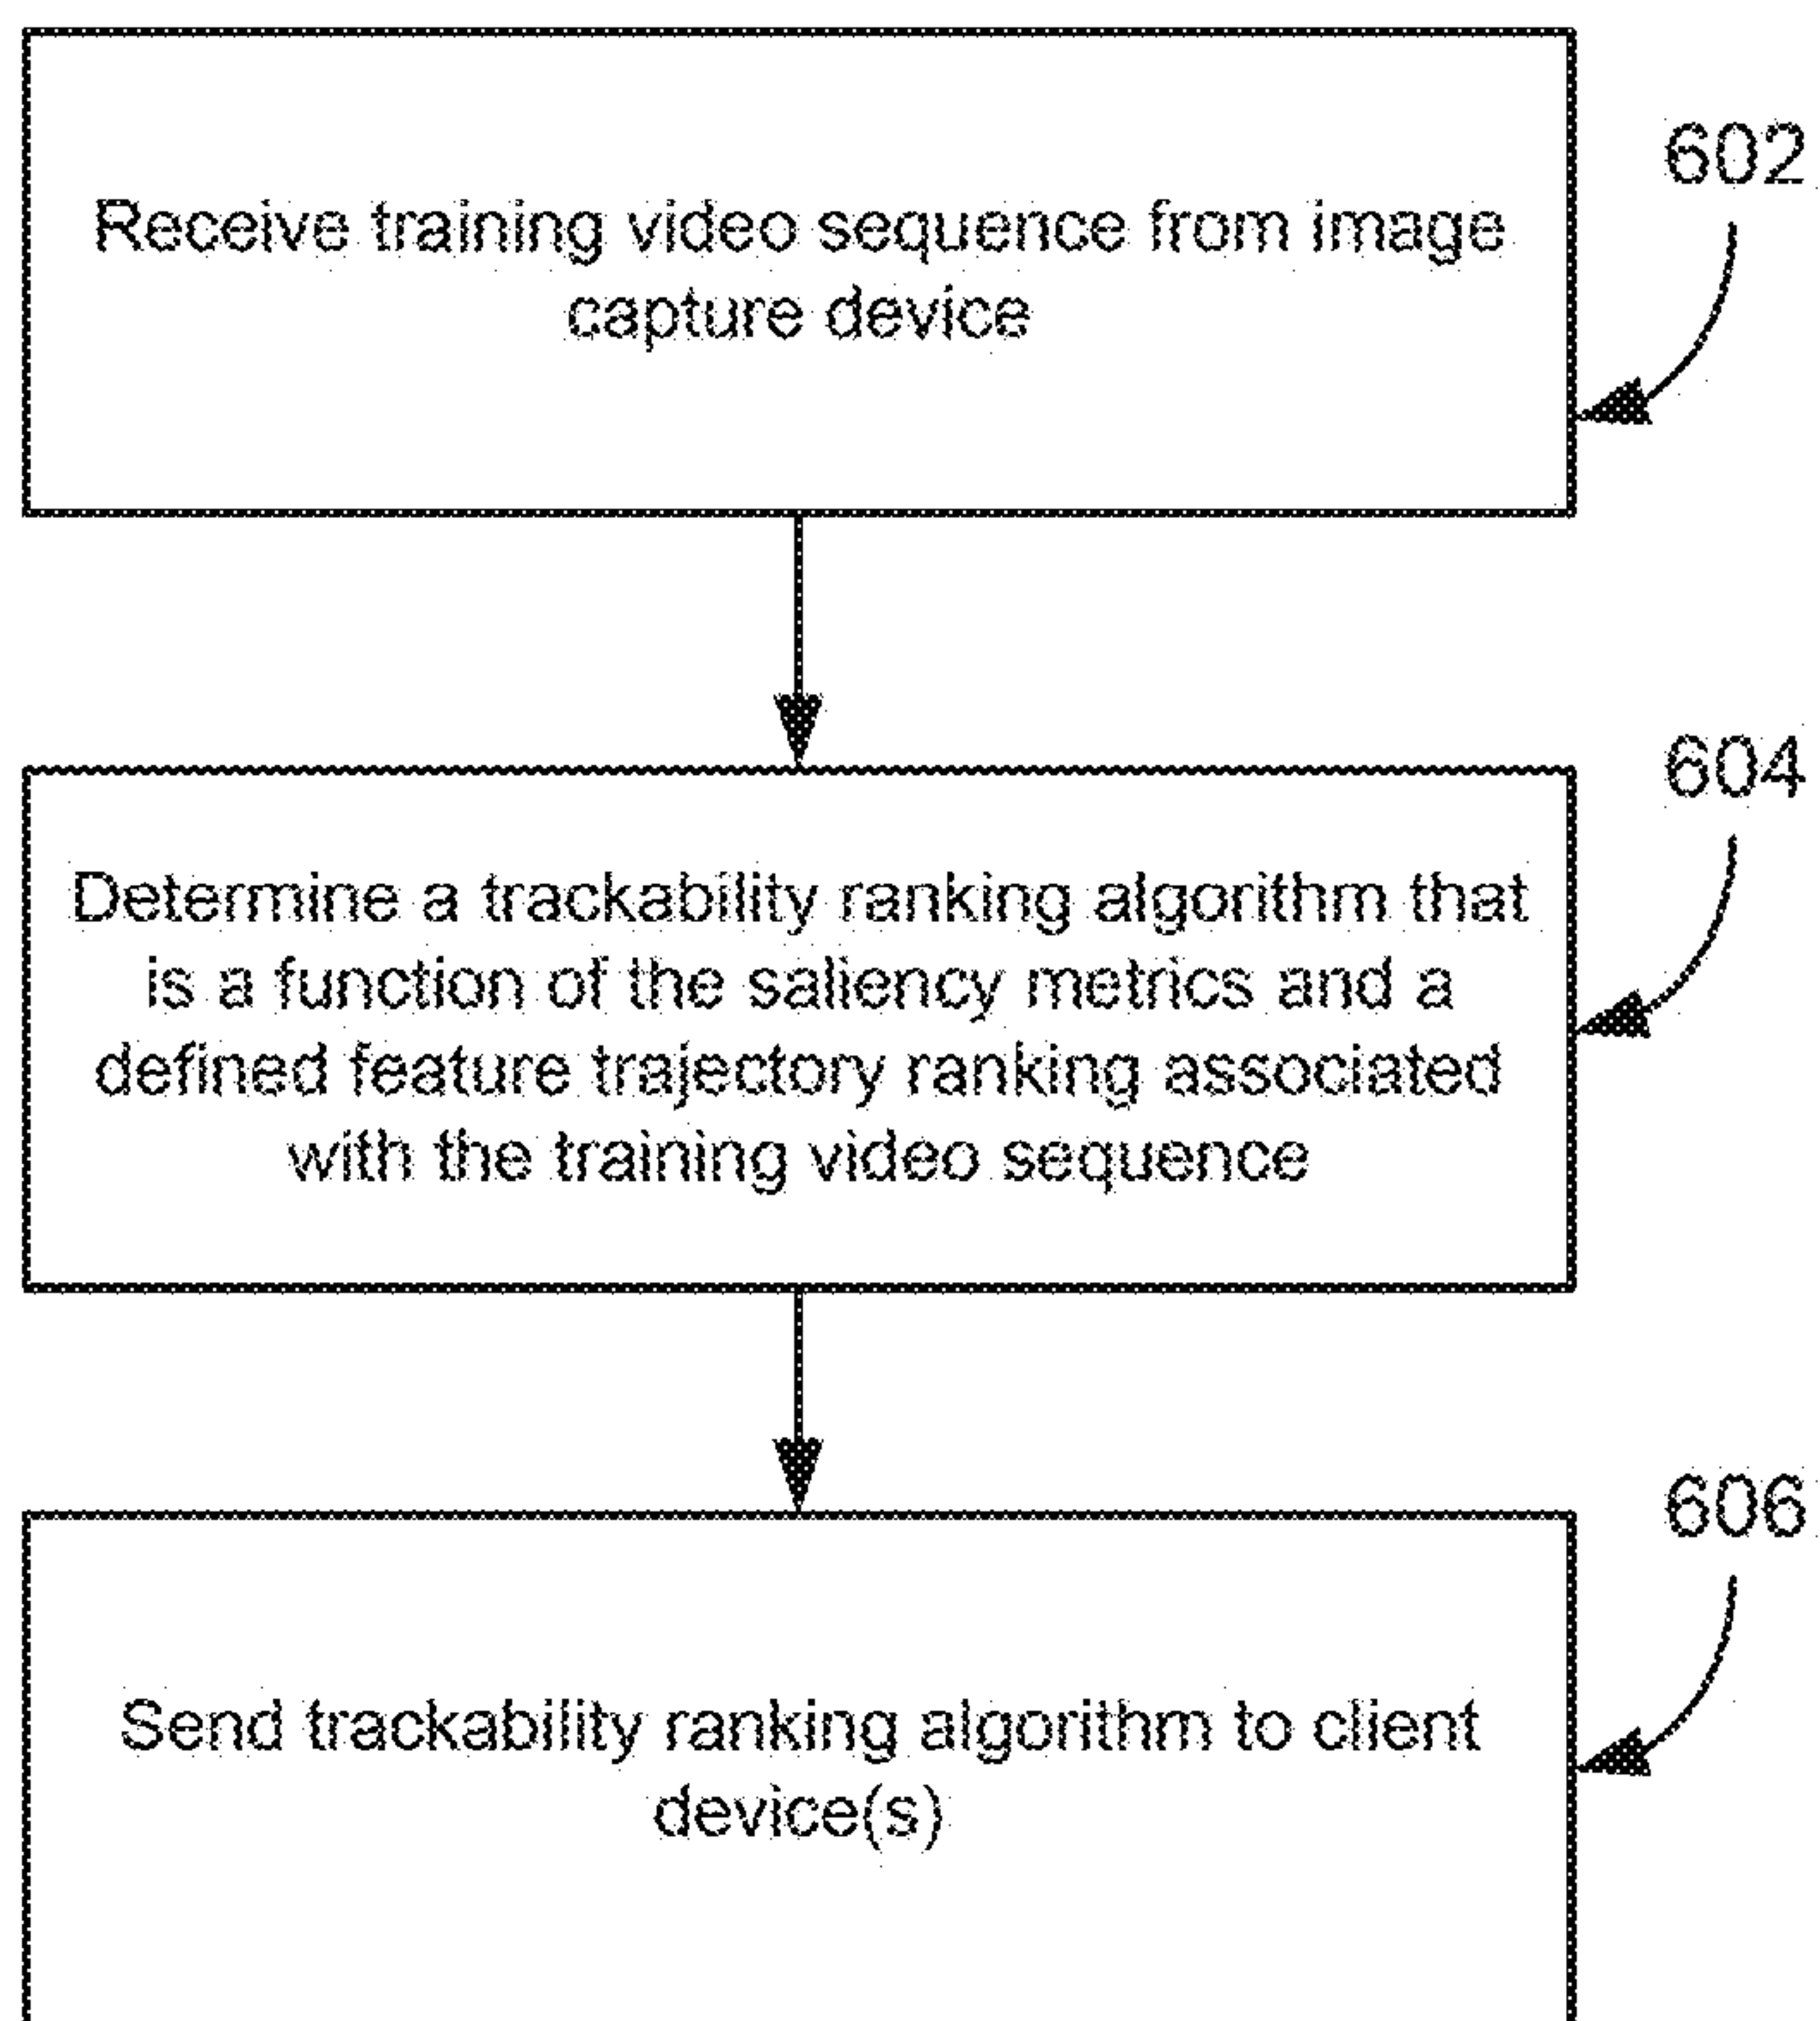 Receive training video sequence from image
capture device
602
Determine a trackability ranking algorithm that
is a function of the saliency metrics and a
defined feature trajectory ranking associated
with the training video sequence
604
Send trackability ranking algorithm to client
device(s)
606